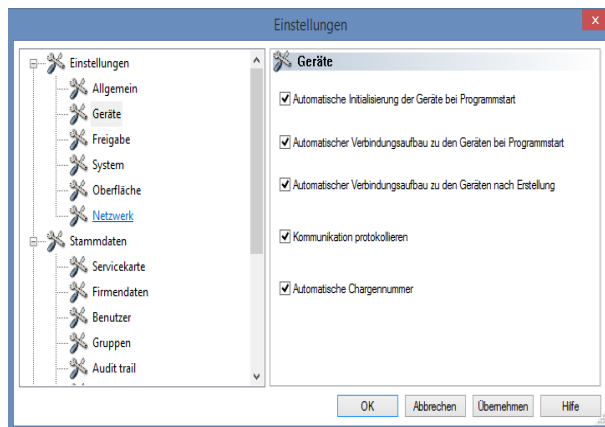 Einstellungen
x
Einstellungen
Allgemein
Geräte
Freigabe
System
Oberfläche
Netzwerk
Stammdaten
Servicekarte
Firmendaten
Benutzer
Gruppen
Audit trail
Geräte
Automatische Initialisierung der Geräte bei Programmstart
Automatischer Verbindungsaufbau zu den Geräten bei Programmstart
Automatischer Verbindungsaufbau zu den Geräten nach Erstellung
Kommunikation protokollieren
Automatische Chargennummer
OK Abbrechen Übernehmen Hilfe